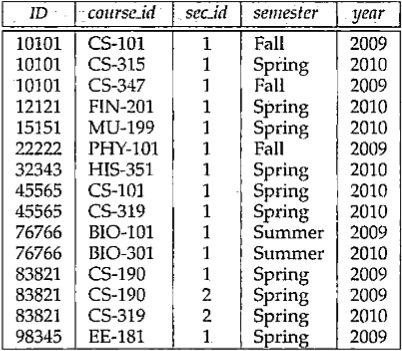 ID course_id sec_id semester year
10101 CS-101 1 Fall 2009
10101 CS-315 1 Spring 2010
10101 CS-347 1 Fall 2009
12121 FIN-201 1 Spring 2010
15151 MU-199 1 Spring 2010
22222 PHY-101 1 Fall 2009
32343 HIS-351 1 Spring 2010
45565 CS-101 1 Spring 2010
45565 CS-319 1 Spring 2010
76766 BIO-101 1 Summer 2009
76766 BIO-301 1 Summer 2010
83821 CS-190 1 Spring 2009
83821 CS-190 2 Spring 2009
83821 CS-319 2 Spring 2010
98345 EE-181 1 Spring 2009